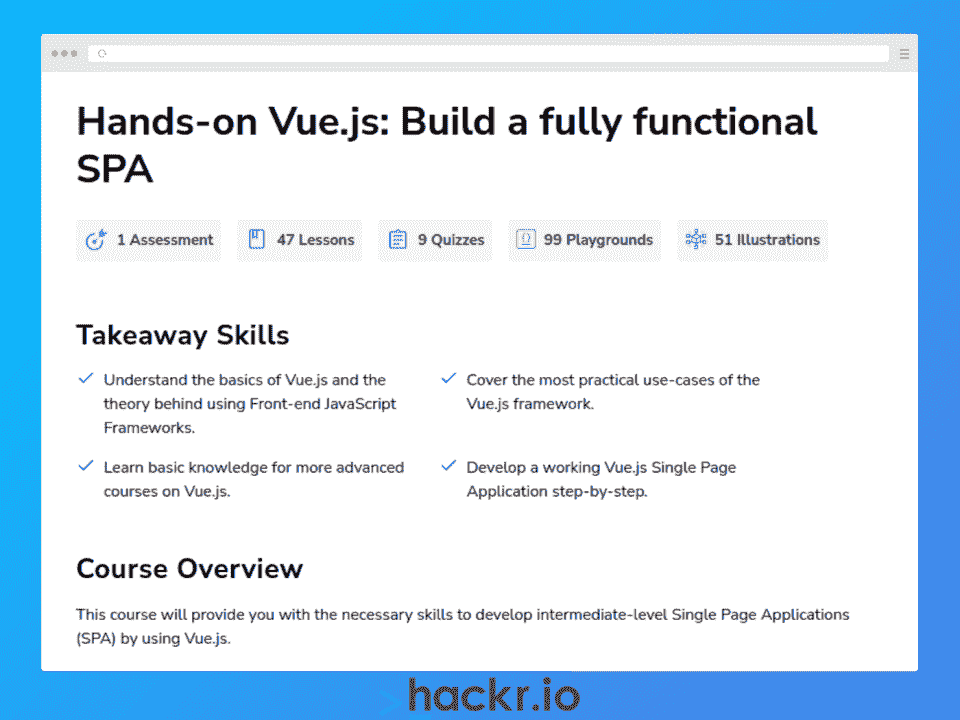 Hands-on Vue.js: Build a fully functional
SPA
1 Assessment 47 Lessons 9 Quizzes 99 Playgrounds 51 Illustrations
Takeaway Skills
Understand the basics of Vue.js and the
theory behind using Front-end JavaScript
Frameworks.
Cover the most practical use-cases of the
Vue.js framework.
Learn basic knowledge for more advanced
courses on Vue.js.
Develop a working Vue.js Single Page
Application step-by-step.
Course Overview
This course will provide you with the necessary skills to develop intermediate-level Single Page Applications
(SPA) by using Vue.js.
hackr.io